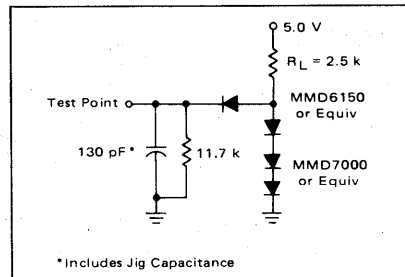 5.0 V
R_L = 2.5 k
Test Point
MMD6150
or Equiv
130 pF*
11.7 k
MMD7000
or Equiv
*Includes Jig Capacitance